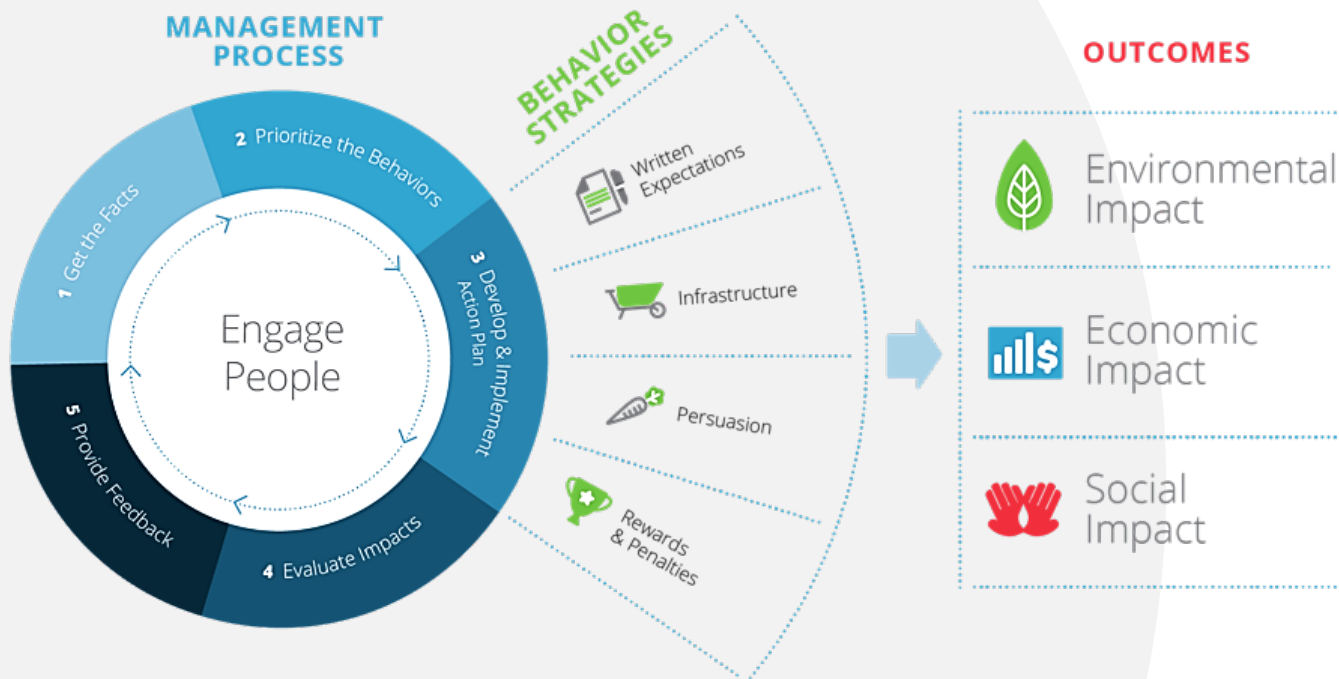 MANAGEMENT
PROCESS
1 Get the Facts
2 Prioritize the Behaviors
3 Develop & Implement
Action Plan
4 Evaluate Impacts
5 Provide Feedback
Engage
People
BEHAVIOR
STRATEGIES
Written
Expectations
Infrastructure
Persuasion
Rewards
& Penalties
OUTCOMES
Environmental
Impact
$
Economic
Impact
Social
Impact